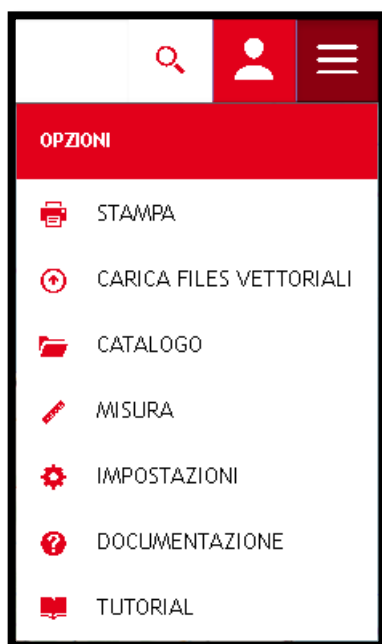 OPZIONI
STAMPA
CARICA FILES VETTORIALI
CATALOGO
MISURA
IMPOSTAZIONI
DOCUMENTAZIONE
TUTORIAL